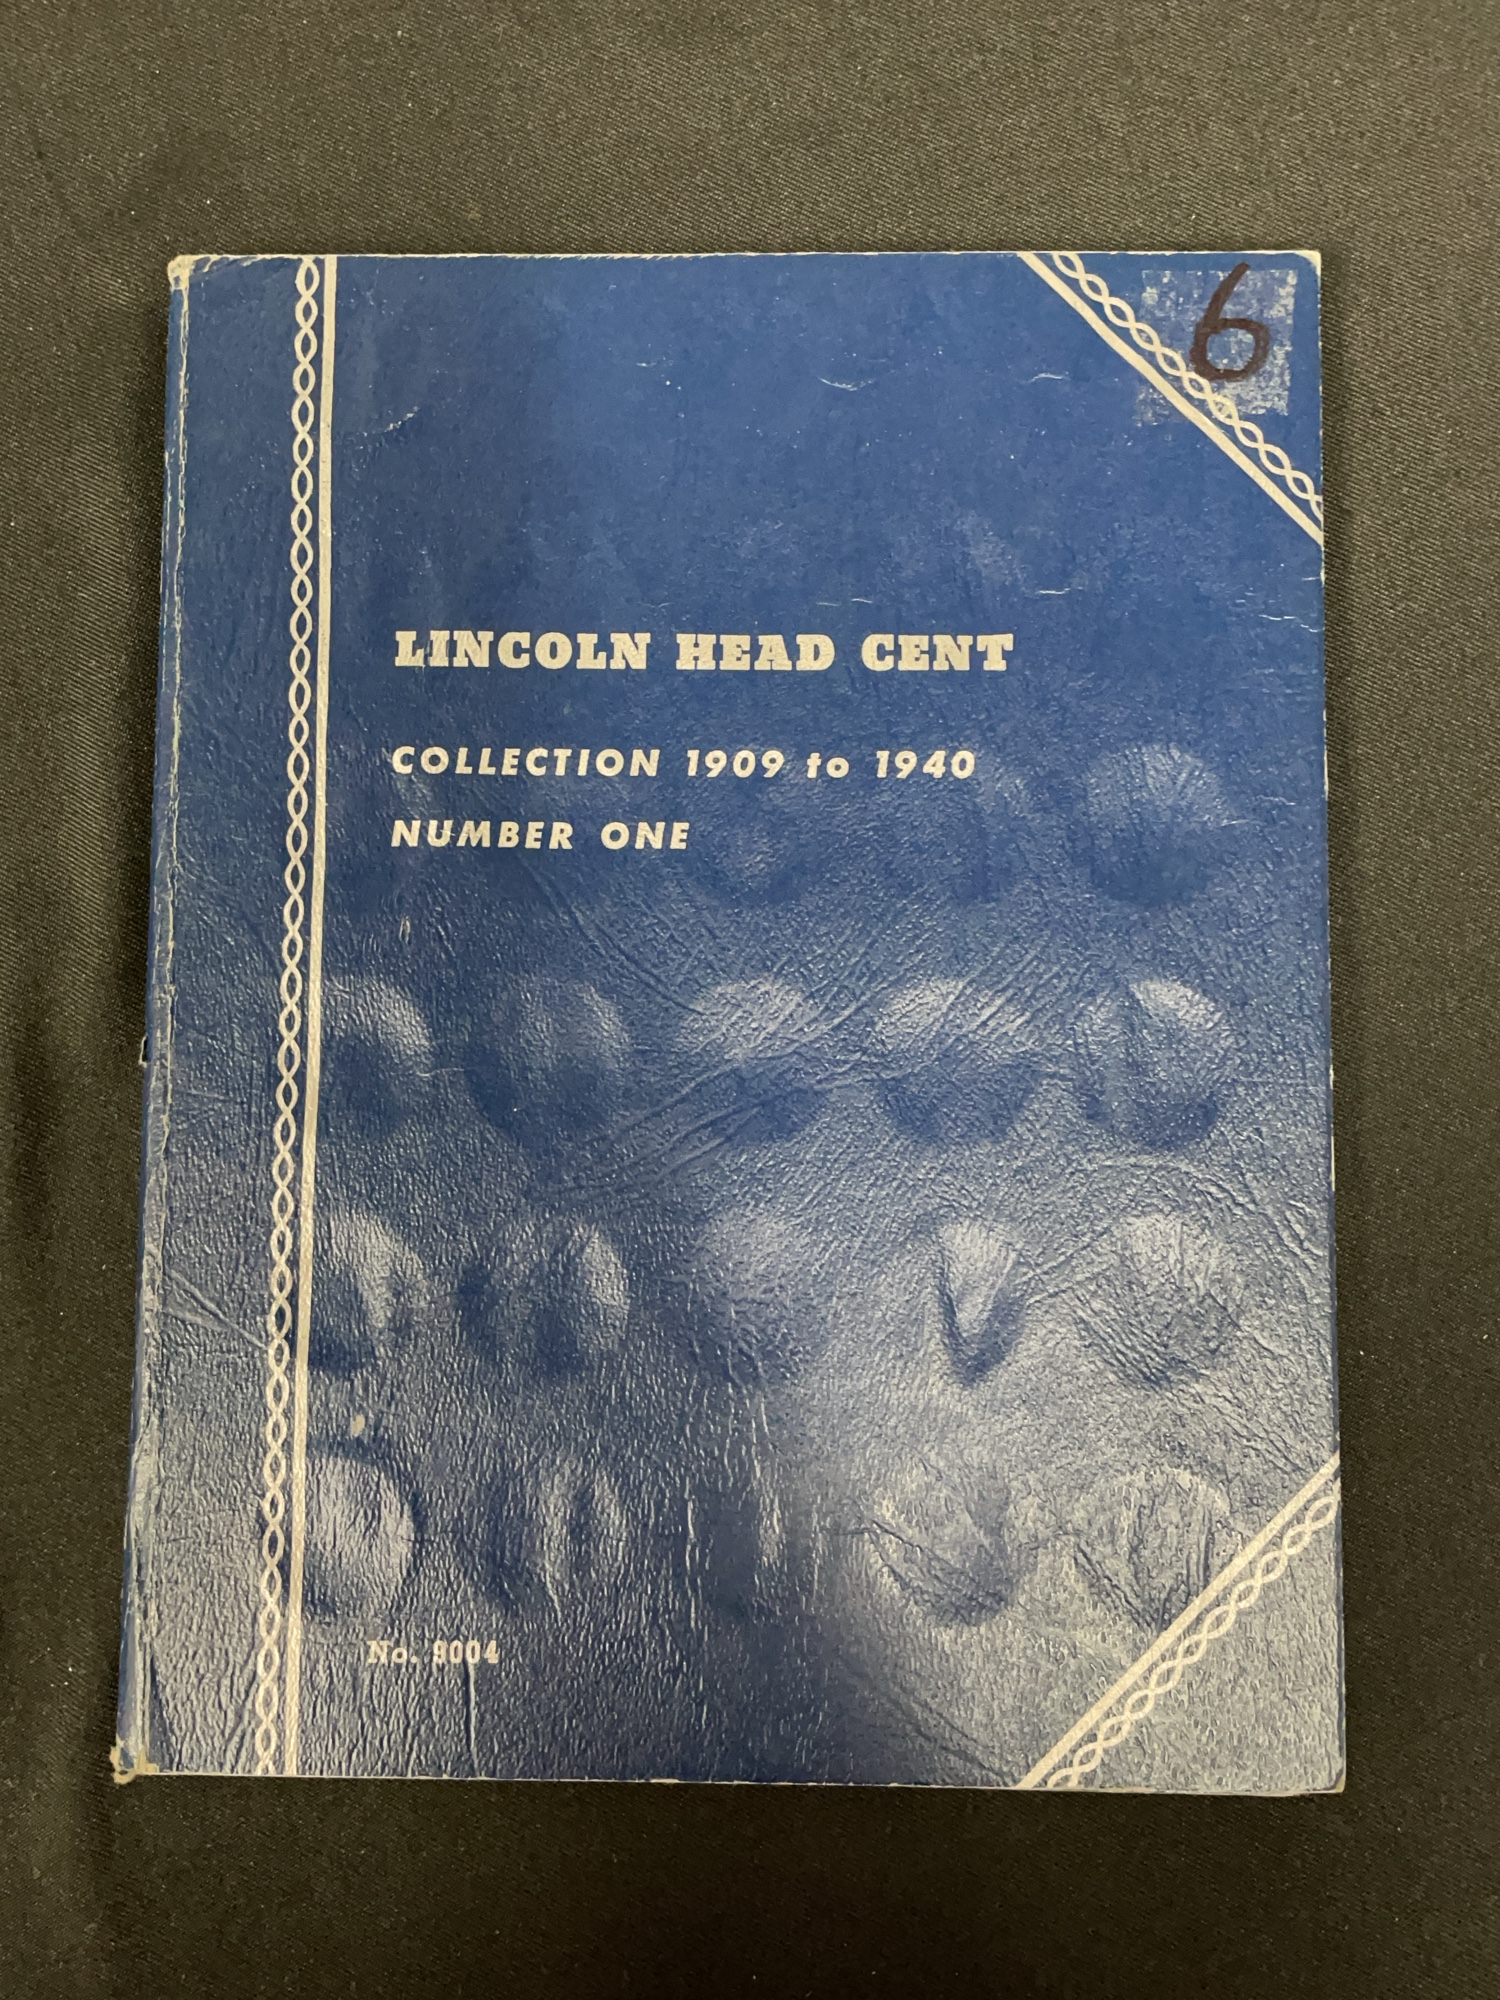 6
LINCOLN HEAD CENT
COLLECTION 1909 to 1940
NUMBER ONE
No. 9004